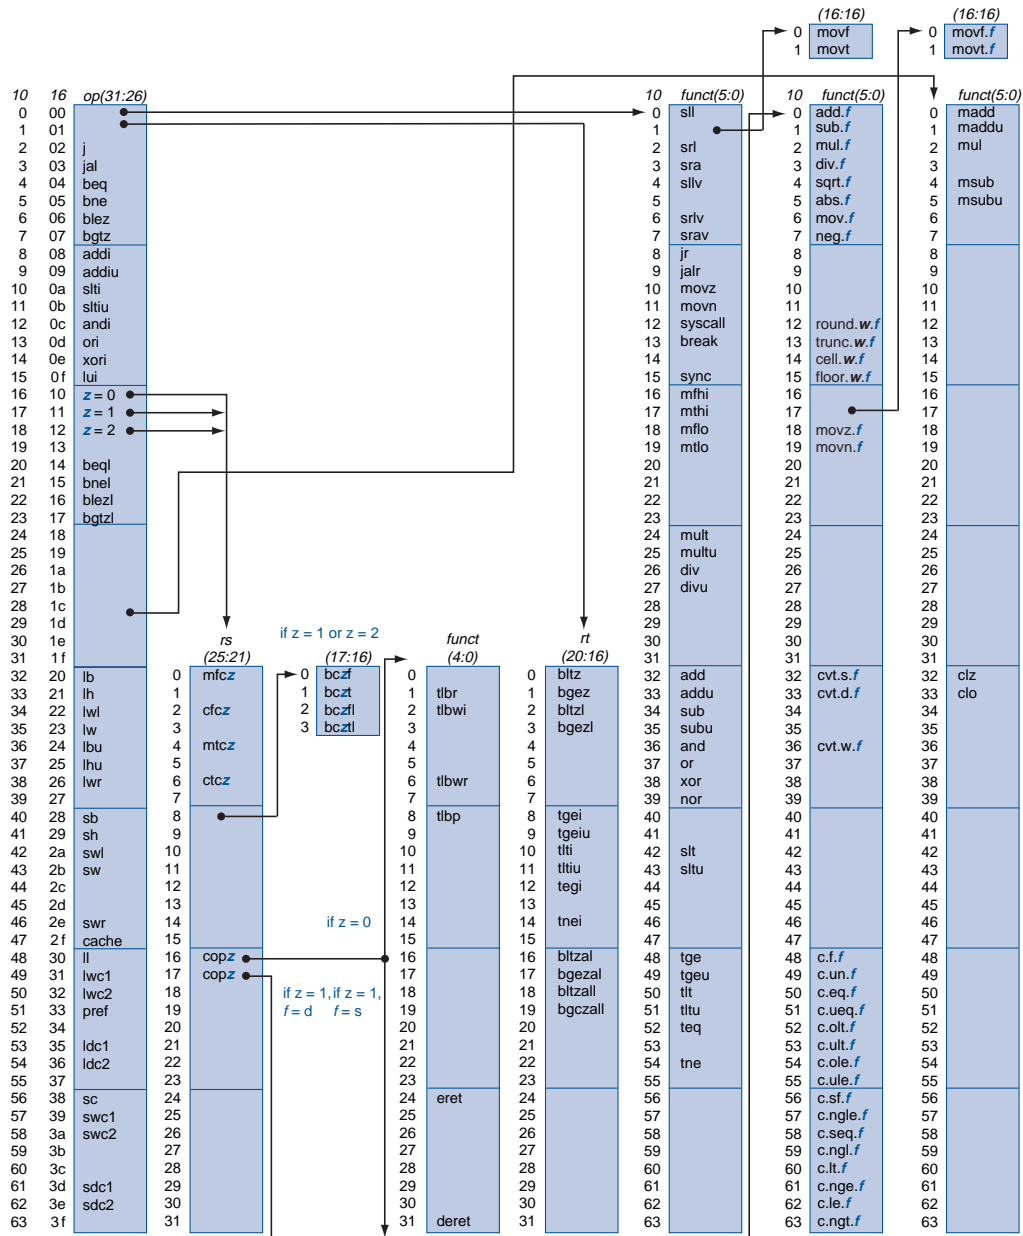 (16:16) (16:16)
0 movf 0 movf.f
1 movt 1 movt.f
10 16 op(31:26) 10 funct(5:0) 10 funct(5:0) funct(5:0)
0 00 0 sll 0 add.f 0 madd
1 01 1 1 sub.f 1 maddu
2 02 j 2 srl 2 mul.f 2 mul
3 03 jal 3 sra 3 div.f 3
4 04 beq 4 sllv 4 sqrt.f 4 msub
5 05 bne 5 5 abs.f 5 msubu
6 06 blez 6 srlv 6 mov.f 6
7 07 bgtz 7 srav 7 neg.f 7
8 08 addi 8 jr 8 8
9 09 addiu 9 jalr 9 9
10 0a slti 10 movz 10 10
11 0b sltiu 11 movn 11 11
12 0c andi 12 syscall 12 round.w.f 12
13 0d ori 13 break 13 trunc.w.f 13
14 0e xori 14 14 cell.w.f 14
15 0f lui 15 sync 15 floor.w.f 15
16 10 z = 0 16 mfhi 16 16
17 11 z = 1 17 mthi 17 17
18 12 z = 2 18 mflo 18 movz.f 18
19 13 19 mtlo 19 movn.f 19
20 14 beql 20 20 20
21 15 bnel 21 21 21
22 16 blezl 22 22 22
23 17 bgtzl 23 23 23
24 18 24 mult 24 24
25 19 25 multu 25 25
26 1a 26 div 26 26
27 1b 27 divu 27 27
28 1c 28 28 28
29 1d 29 29 29
30 1e rs if z = 1 or z = 2 funct rt 30 30 30
31 1f (25:21) (17:16) (4:0) (20:16) 31 31 31
32 20 lb 0 mfcz 0 bczf 0 0 bltz 32 add 32 cvt.s.f 32 clz
33 21 lh 1 1 bczt 1 tlbr 1 bgez 33 addu 33 cvt.d.f 33 clo
34 22 lwl 2 cfcz 2 bczfl 2 tlbwi 2 bltzl 34 sub 34 34
35 23 lw 3 3 bcztl 3 3 bgezl 35 subu 35 35
36 24 lbu 4 mtcz 4 4 36 and 36 cvt.w.f 36
37 25 lhu 5 5 5 37 or 37 37
38 26 lwr 6 ctcz 6 tlbwr 6 38 xor 38 38
39 27 7 7 7 39 nor 39 39
40 28 sb 8 8 tlbp 8 tgei 40 40 40
41 29 sh 9 9 9 tgeiu 41 41 41
42 2a swl 10 10 10 tlti 42 slt 42 42
43 2b sw 11 11 11 tltiu 43 sltu 43 43
44 2c 12 12 12 tegi 44 44 44
45 2d 13 13 13 45 45 45
46 2e swr 14 if z = 0 14 14 tnei 46 46 46
47 2f cache 15 15 15 47 47 47
48 30 ll 16 copz 16 16 bltzal 48 tge 48 c.f.f 48
49 31 lwc1 17 copz 17 17 bgezal 49 tgeu 49 c.un.f 49
50 32 lwc2 18 if z = 1, if z = 1, 18 18 bltzall 50 tlt 50 c.eq.f 50
51 33 pref 19 f = d f = s 19 19 bgczall 51 tltu 51 c.ueq.f 51
52 34 20 20 20 52 teq 52 c.olt.f 52
53 35 ldc1 21 21 21 53 53 c.ult.f 53
54 36 ldc2 22 22 22 54 tne 54 c.ole.f 54
55 37 23 23 23 55 55 c.ule.f 55
56 38 sc 24 24 eret 24 56 56 c.sf.f 56
57 39 swc1 25 25 25 57 57 c.ngle.f 57
58 3a swc2 26 26 26 58 58 c.seq.f 58
59 3b 27 27 27 59 59 c.ngl.f 59
60 3c 28 28 28 60 60 c.lt.f 60
61 3d sdc1 29 29 29 61 61 c.nge.f 61
62 3e sdc2 30 30 30 62 62 c.le.f 62
63 3f 31 31 deret 31 63 63 c.ngt.f 63